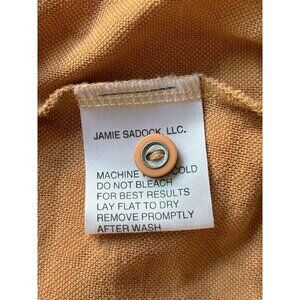 JAMIE SADOCK, LLC.
MACHINE COLD
DO NOT BLEACH
FOR BEST RESULTS
LAY FLAT TO DRY
REMOVE PROMPTLY
AFTER WASH